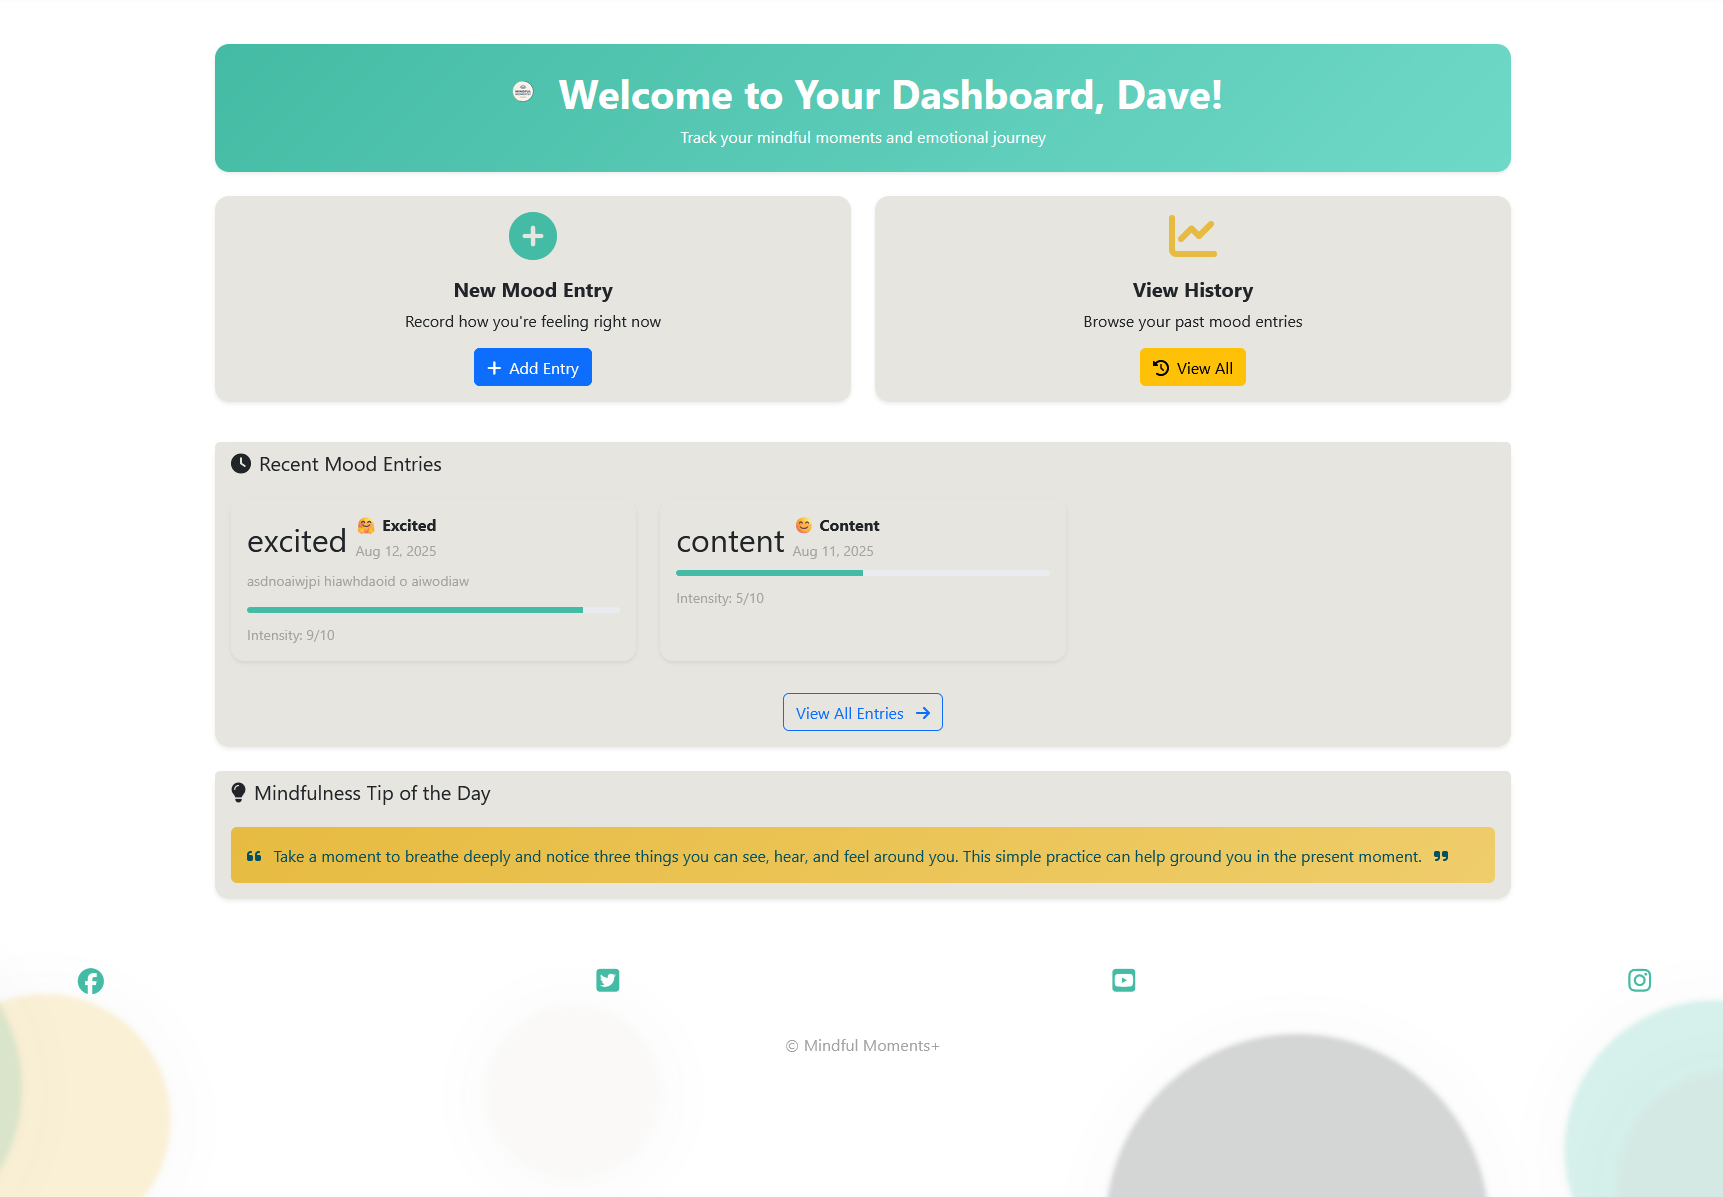 Welcome to Your Dashboard, Dave!
Track your mindful moments and emotional journey
New Mood Entry
Record how you're feeling right now
Add Entry
View History
Browse your past mood entries
View All
Recent Mood Entries
excited
🤗 Excited
Aug 12, 2025
asdnoaiwjpi hiawhdaoid o aiwodiaw
Intensity: 9/10
content
😊 Content
Aug 11, 2025
Intensity: 5/10
View All Entries
Mindfulness Tip of the Day
❝ Take a moment to breathe deeply and notice three things you can see, hear, and feel around you. This simple practice can help ground you in the present moment. ❞
© Mindful Moments+